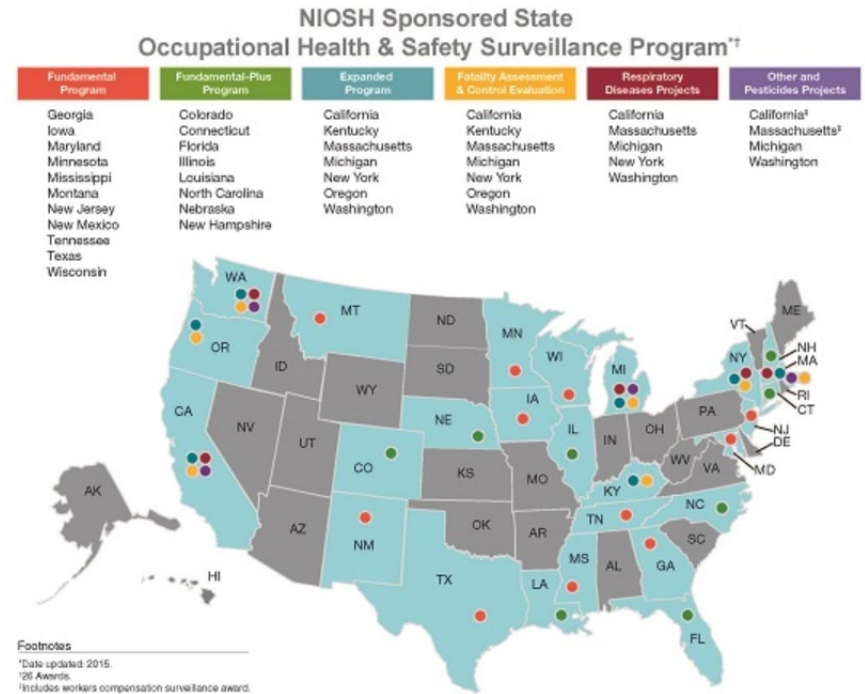 NIOSH Sponsored State
Occupational Health & Safety Surveillance Program*†
Fundamental
Program
Georgia
Iowa
Maryland
Minnesota
Mississippi
Montana
New Jersey
New Mexico
Tennessee
Texas
Wisconsin
Fundamental-Plus
Program
Colorado
Connecticut
Florida
Illinois
Louisiana
North Carolina
Nebraska
New Hampshire
Expanded
Program
California
Kentucky
Massachusetts
Michigan
New York
Oregon
Washington
Fatality Assessment
& Control Evaluation
California
Kentucky
Massachusetts
Michigan
New York
Oregon
Washington
Respiratory
Diseases Projects
California
Massachusetts
Michigan
New York
Washington
Other and
Pesticides Projects
California‡
Massachusetts‡
Michigan
Washington
WA
MT
ND
MN
ME
VT
OR
ID
SD
WI
MI
NY
NH
MA
WY
IA
RI
CT
CA
NV
NE
PA
NJ
UT
CO
IL
IN
OH
DE
MD
KS
MO
WV
VA
KY
AK
AZ
NM
OK
AR
TN
NC
SC
HI
TX
LA
MS
AL
GA
FL
Footnotes
*Date updated: 2015.
†26 Awards.
‡Includes workers compensation surveillance award.